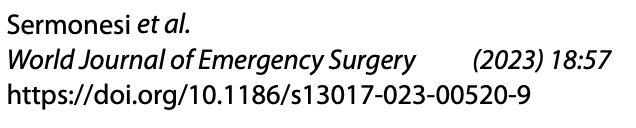 Sermonesi et al.
World Journal of Emergency Surgery (2023) 18:57
https://doi.org/10.1186/s13017-023-00520-9